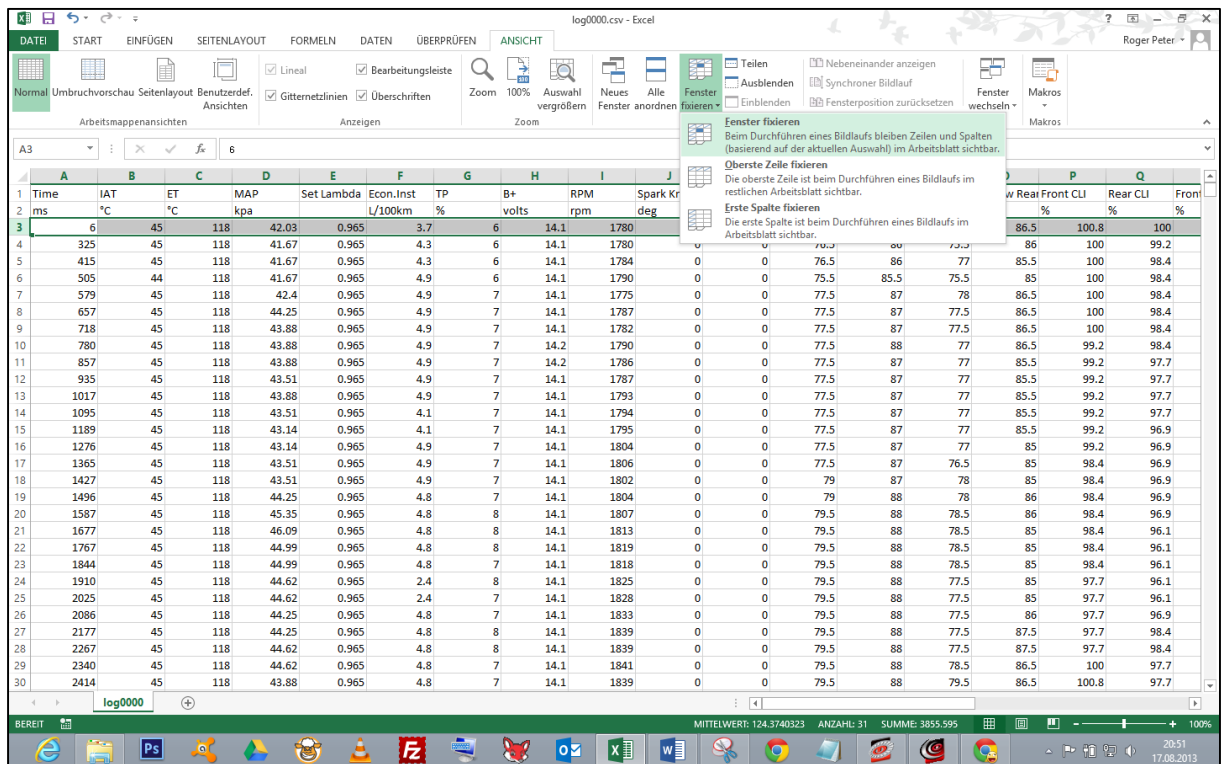 log0000.csv - Excel
DATEI START EINFÜGEN SEITENLAYOUT FORMELN DATEN ÜBERPRÜFEN ANSICHT Roger Peter
Normal Umbruchvorschau Seitenlayout Benutzerdef. Ansichten
Arbeitsmappenansichten
Lineal Bearbeitungsleiste
Gitternetzlinien Überschriften
Anzeigen
Zoom 100% Auswahl vergrößern
Zoom
Neues Fenster Alle anordnen Fenster fixieren
Teilen
Ausblenden
Einblenden
Nebeneinander anzeigen
Synchroner Bildlauf
Fensterposition zurücksetzen
Fenster wechseln
Makros
Makros
Fenster fixieren
Beim Durchführen eines Bildlaufs bleiben Zeilen und Spalten
(basierend auf der aktuellen Auswahl) im Arbeitsblatt sichtbar.
Oberste Zeile fixieren
Die oberste Zeile ist beim Durchführen eines Bildlaufs im
restlichen Arbeitsblatt sichtbar.
Erste Spalte fixieren
Die erste Spalte ist beim Durchführen eines Bildlaufs im
Arbeitsblatt sichtbar.
A3 fx 6
A B C D E F G H I J P Q
1 Time IAT ET MAP Set Lambda Econ.Inst TP B+ RPM Spark Kn w Rear Front CLI Rear CLI Front
2 ms °C °C kpa L/100km % volts rpm deg % % %
3 6 45 118 42.03 0.965 3.7 6 14.1 1780 86.5 100.8 100
4 325 45 118 41.67 0.965 4.3 6 14.1 1780 0 0 76.5 86 75.5 86 100 99.2
5 415 45 118 41.67 0.965 4.3 6 14.1 1784 0 0 76.5 86 77 85.5 100 98.4
6 505 44 118 41.67 0.965 4.9 6 14.1 1790 0 0 75.5 85.5 75.5 85 100 98.4
7 579 45 118 42.4 0.965 4.9 7 14.1 1775 0 0 77.5 87 78 86.5 100 98.4
8 657 45 118 44.25 0.965 4.9 7 14.1 1787 0 0 77.5 87 77.5 86.5 100 98.4
9 718 45 118 43.88 0.965 4.9 7 14.1 1782 0 0 77.5 87 77.5 86.5 100 98.4
10 780 45 118 43.88 0.965 4.9 7 14.2 1790 0 0 77.5 88 77 86.5 99.2 98.4
11 857 45 118 43.88 0.965 4.9 7 14.2 1786 0 0 77.5 87 77 85.5 99.2 97.7
12 935 45 118 43.51 0.965 4.9 7 14.1 1787 0 0 77.5 87 77 85.5 99.2 97.7
13 1017 45 118 43.88 0.965 4.9 7 14.1 1793 0 0 77.5 87 77 85.5 99.2 97.7
14 1095 45 118 43.51 0.965 4.1 7 14.1 1794 0 0 77.5 87 77 85.5 99.2 97.7
15 1189 45 118 43.14 0.965 4.1 7 14.1 1795 0 0 77.5 87 77 85.5 99.2 96.9
16 1276 45 118 43.14 0.965 4.9 7 14.1 1804 0 0 77.5 87 77 85 99.2 96.9
17 1365 45 118 43.51 0.965 4.9 7 14.1 1806 0 0 77.5 87 76.5 85 98.4 96.9
18 1427 45 118 43.51 0.965 4.9 7 14.1 1802 0 0 79 87 78 85 98.4 96.9
19 1496 45 118 44.25 0.965 4.8 7 14.1 1804 0 0 79 88 78 86 98.4 96.9
20 1587 45 118 45.35 0.965 4.8 8 14.1 1807 0 0 79.5 88 78.5 86 98.4 96.9
21 1677 45 118 46.09 0.965 4.8 8 14.1 1813 0 0 79.5 88 78.5 85 98.4 96.1
22 1767 45 118 44.99 0.965 4.8 8 14.1 1819 0 0 79.5 88 78.5 85 98.4 96.1
23 1844 45 118 44.99 0.965 4.8 7 14.1 1818 0 0 79.5 88 78.5 85 98.4 96.1
24 1910 45 118 44.62 0.965 2.4 8 14.1 1825 0 0 79.5 88 77.5 85 97.7 96.1
25 2025 45 118 44.62 0.965 2.4 7 14.1 1828 0 0 79.5 88 77.5 85 97.7 96.1
26 2086 45 118 44.25 0.965 4.8 7 14.1 1833 0 0 79.5 88 77.5 86 97.7 96.9
27 2177 45 118 44.25 0.965 4.8 8 14.1 1839 0 0 79.5 88 77.5 87.5 97.7 98.4
28 2267 45 118 44.62 0.965 4.8 8 14.1 1839 0 0 79.5 88 77.5 87.5 97.7 98.4
29 2340 45 118 44.62 0.965 4.8 7 14.1 1841 0 0 79.5 88 78.5 86.5 100 97.7
30 2414 45 118 43.88 0.965 4.8 7 14.1 1839 0 0 79.5 88 79.5 86.5 100.8 97.7
log0000
BEREIT MITTELWERT: 124.3740323 ANZAHL: 31 SUMME: 3855.595 100%
Ps Fz
20:51
17.08.2013